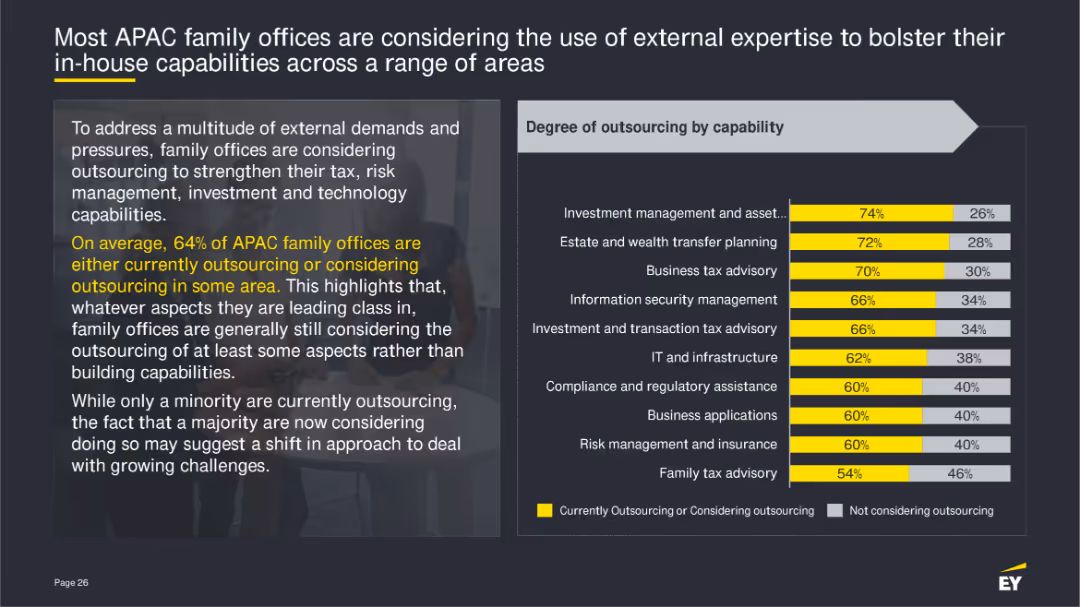 Most APAC family offices are considering the use of external expertise to bolster their
in-house capabilities across a range of areas
To address a multitude of external demands and
pressures, family offices are considering
outsourcing to strengthen their tax, risk
management, investment and technology
capabilities.
On average, 64% of APAC family offices are
either currently outsourcing or considering
outsourcing in some area. This highlights that,
whatever aspects they are leading class in,
family offices are generally still considering the
outsourcing of at least some aspects rather than
building capabilities.
While only a minority are currently outsourcing,
the fact that a majority are now considering
doing so may suggest a shift in approach to deal
with growing challenges.
Degree of outsourcing by capability
Investment management and asset... 74% 26%
Estate and wealth transfer planning 72% 28%
Business tax advisory 70% 30%
Information security management 66% 34%
Investment and transaction tax advisory 66% 34%
IT and infrastructure 62% 38%
Compliance and regulatory assistance 60% 40%
Business applications 60% 40%
Risk management and insurance 60% 40%
Family tax advisory 54% 46%
Currently Outsourcing or Considering outsourcing Not considering outsourcing
Page 26
EY